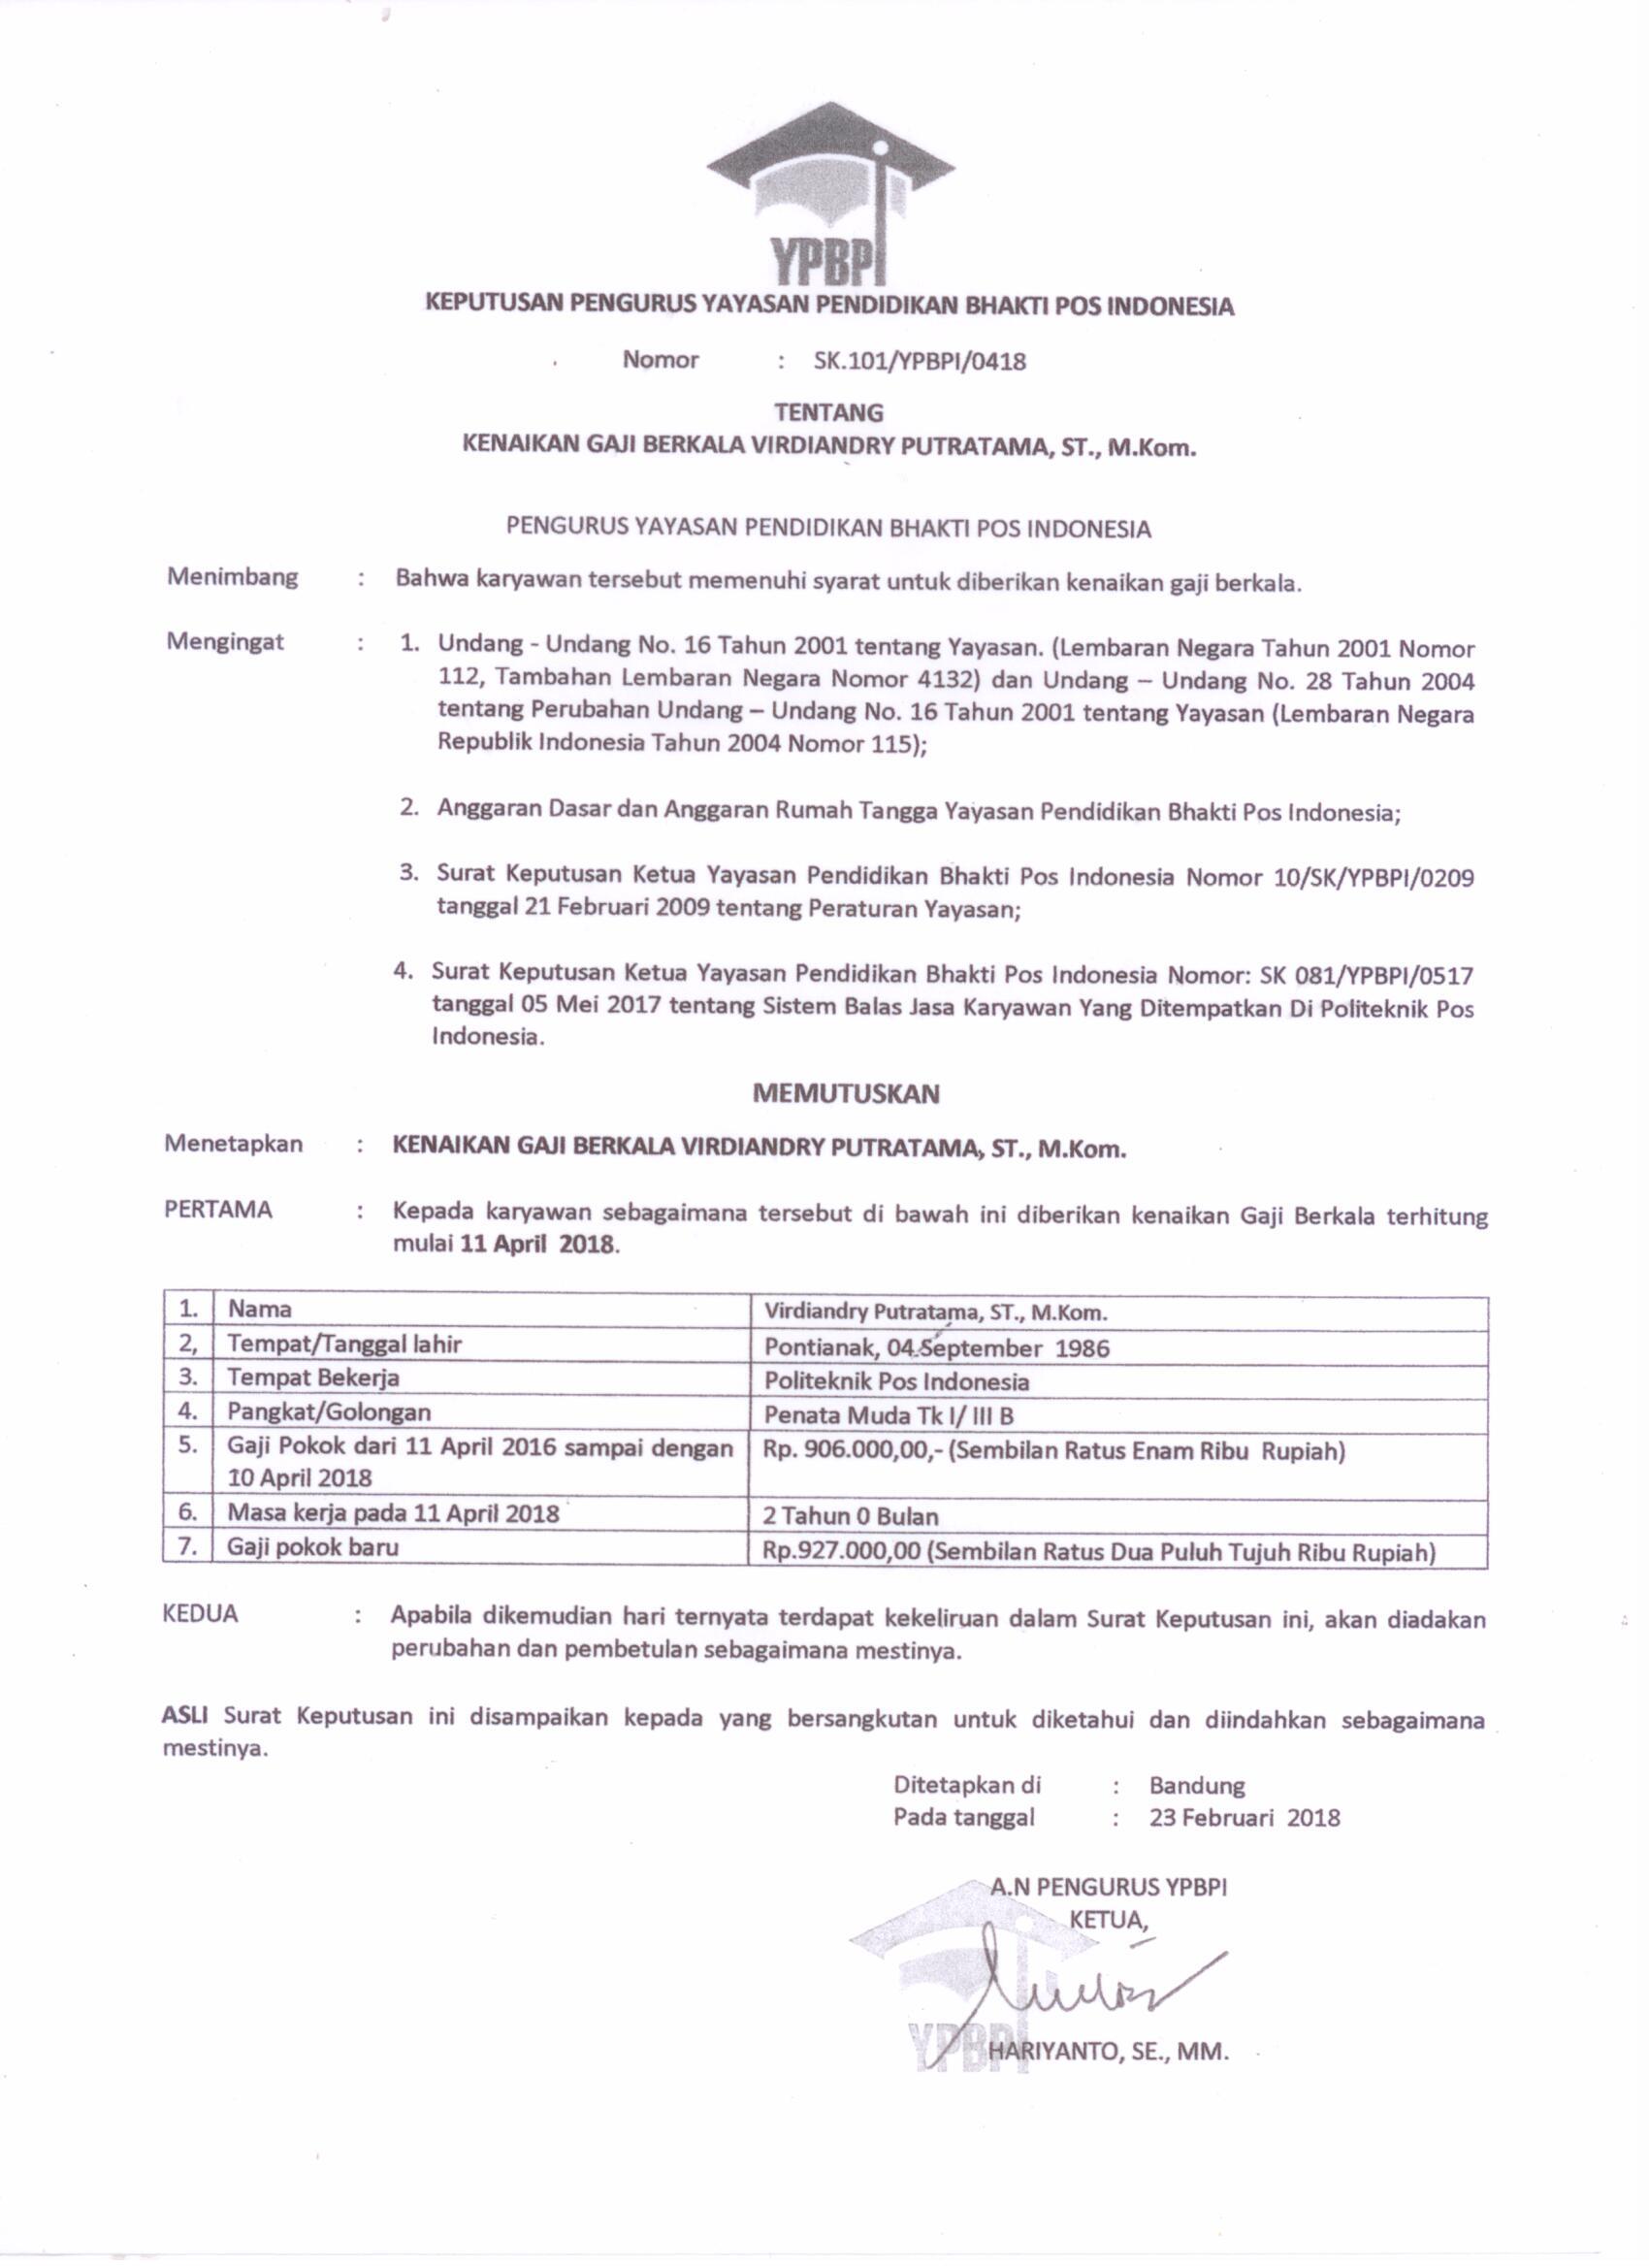 YPBPI
KEPUTUSAN PENGURUS YAYASAN PENDIDIKAN BHAKTI POS INDONESIA
Nomor : SK.101/YPBPI/0418
TENTANG
KENAIKAN GAJI BERKALA VIRDIANDRY PUTRATAMA, ST., M.Kom.
PENGURUS YAYASAN PENDIDIKAN BHAKTI POS INDONESIA
Menimbang : Bahwa karyawan tersebut memenuhi syarat untuk diberikan kenaikan gaji berkala.
Mengingat : 1. Undang - Undang No. 16 Tahun 2001 tentang Yayasan. (Lembaran Negara Tahun 2001 Nomor
112, Tambahan Lembaran Negara Nomor 4132) dan Undang – Undang No. 28 Tahun 2004
tentang Perubahan Undang – Undang No. 16 Tahun 2001 tentang Yayasan (Lembaran Negara
Republik Indonesia Tahun 2004 Nomor 115);
2. Anggaran Dasar dan Anggaran Rumah Tangga Yayasan Pendidikan Bhakti Pos Indonesia;
3. Surat Keputusan Ketua Yayasan Pendidikan Bhakti Pos Indonesia Nomor 10/SK/YPBPI/0209
tanggal 21 Februari 2009 tentang Peraturan Yayasan;
4. Surat Keputusan Ketua Yayasan Pendidikan Bhakti Pos Indonesia Nomor: SK 081/YPBPI/0517
tanggal 05 Mei 2017 tentang Sistem Balas Jasa Karyawan Yang Ditempatkan Di Politeknik Pos
Indonesia.
MEMUTUSKAN
Menetapkan : KENAIKAN GAJI BERKALA VIRDIANDRY PUTRATAMA, ST., M.Kom.
PERTAMA : Kepada karyawan sebagaimana tersebut di bawah ini diberikan kenaikan Gaji Berkala terhitung
mulai 11 April 2018.
1. Nama Virdiandry Putratama, ST., M.Kom.
2, Tempat/Tanggal lahir Pontianak, 04 September 1986
3. Tempat Bekerja Politeknik Pos Indonesia
4. Pangkat/Golongan Penata Muda Tk I/ III B
5. Gaji Pokok dari 11 April 2016 sampai dengan Rp. 906.000,00,- (Sembilan Ratus Enam Ribu Rupiah)
10 April 2018
6. Masa kerja pada 11 April 2018 2 Tahun 0 Bulan
7. Gaji pokok baru Rp.927.000,00 (Sembilan Ratus Dua Puluh Tujuh Ribu Rupiah)
KEDUA : Apabila dikemudian hari ternyata terdapat kekeliruan dalam Surat Keputusan ini, akan diadakan
perubahan dan pembetulan sebagaimana mestinya.
ASLI Surat Keputusan ini disampaikan kepada yang bersangkutan untuk diketahui dan diindahkan sebagaimana
mestinya.
Ditetapkan di : Bandung
Pada tanggal : 23 Februari 2018
A.N PENGURUS YPBPI
KETUA,
YPBPI
HARIYANTO, SE., MM.